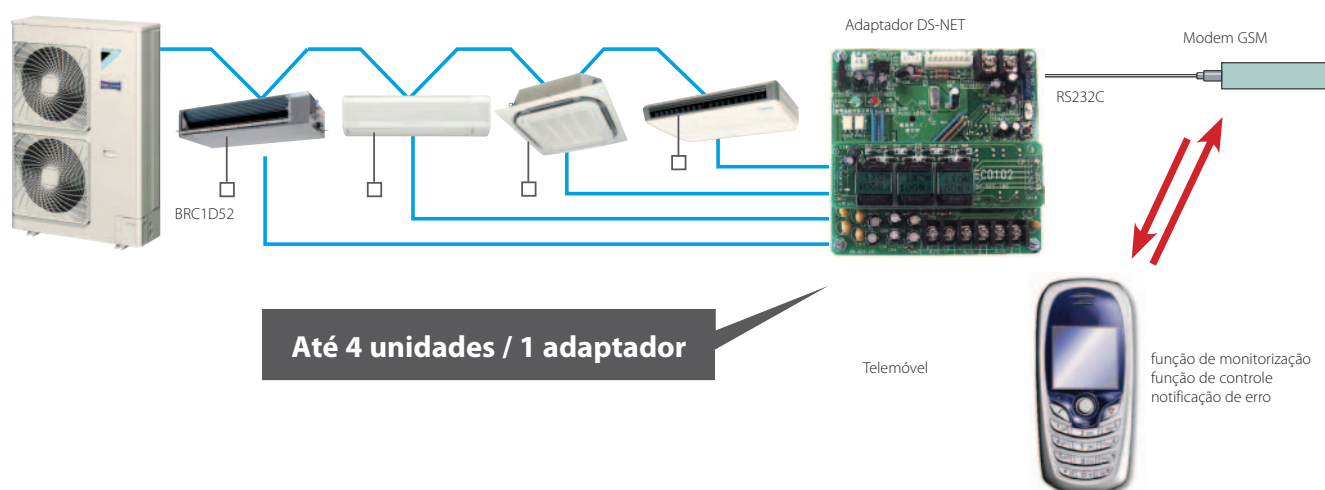 Adaptador DS-NET
Modem GSM
RS232C
BRC1D52
C0102
Até 4 unidades / 1 adaptador
Telemóvel
função de monitorização
função de controle
notificação de erro